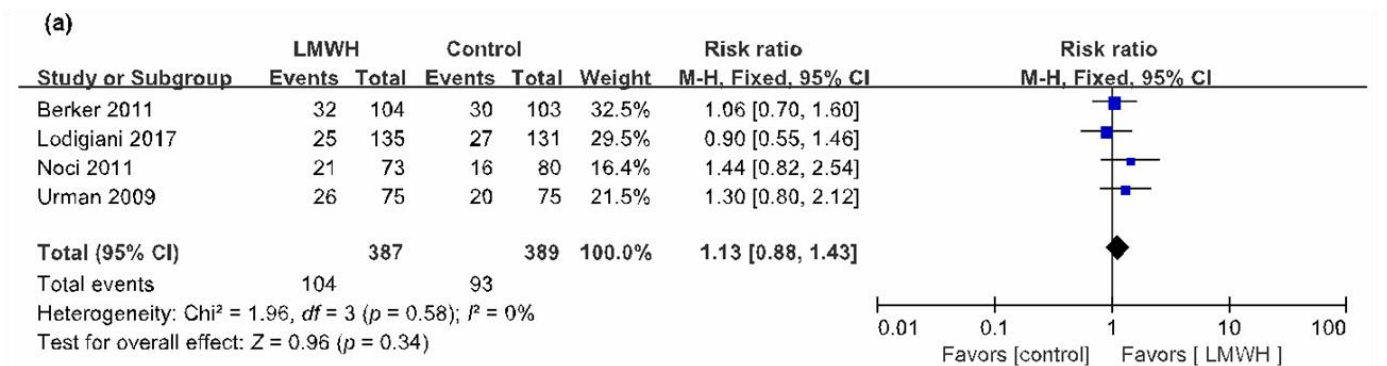 (a)
LMWH Control Risk ratio Risk ratio
Study or Subgroup Events Total Events Total Weight M-H, Fixed, 95% CI M-H, Fixed, 95% CI
Berker 2011 32 104 30 103 32.5% 1.06 [0.70, 1.60]
Lodigiani 2017 25 135 27 131 29.5% 0.90 [0.55, 1.46]
Noci 2011 21 73 16 80 16.4% 1.44 [0.82, 2.54]
Urman 2009 26 75 20 75 21.5% 1.30 [0.80, 2.12]
Total (95% CI) 387 389 100.0% 1.13 [0.88, 1.43]
Total events 104 93
Heterogeneity: Chi² = 1.96, df = 3 (p = 0.58); I² = 0%
Test for overall effect: Z = 0.96 (p = 0.34)
0.01 0.1 1 10 100
Favors [control] Favors [ LMWH ]